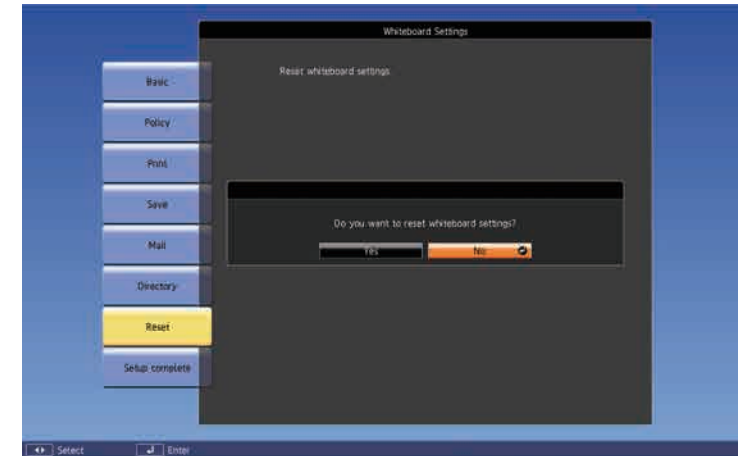 Whiteboard Settings
Basic
Reset whiteboard settings
Policy
Print
Save
Do you want to reset whiteboard settings?
Mail
Yes
No
Directory
Reset
Setup complete
Select
Enter